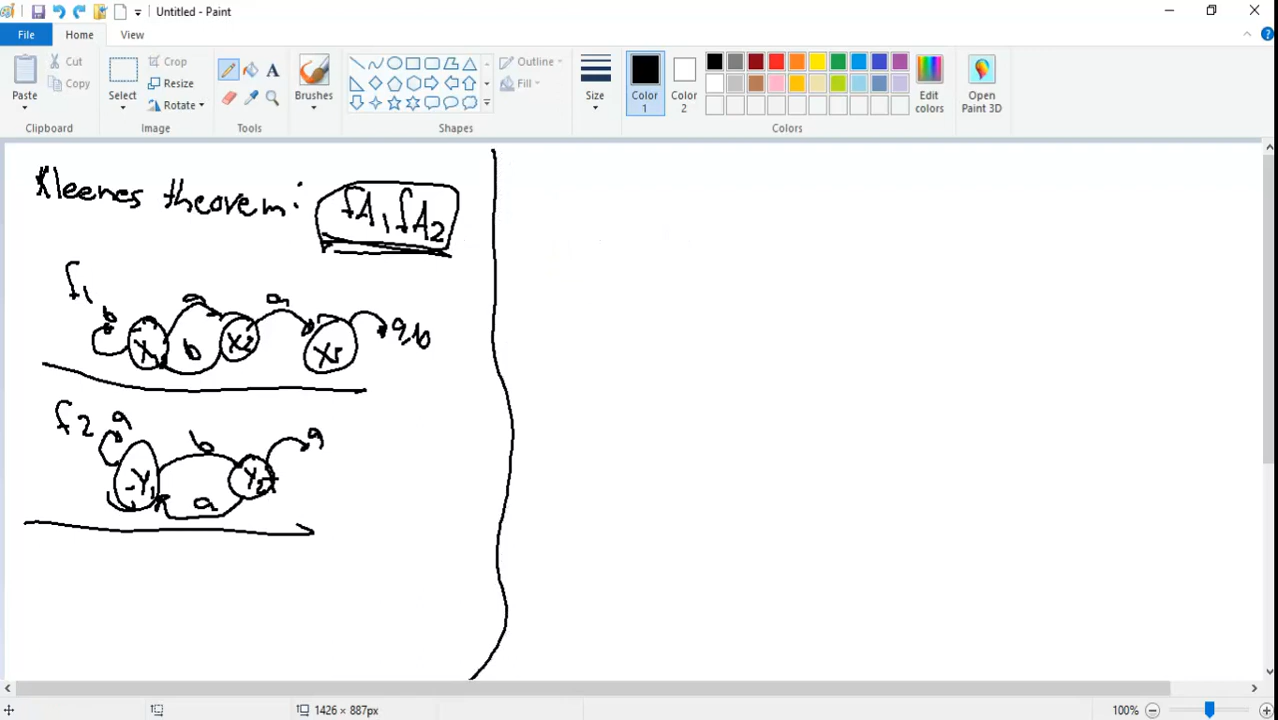 Untitled - Paint
File Home View
Cut
Copy
Paste
Clipboard
Crop
Resize
Rotate
Select
Image
A
Tools
Brushes
Outline
Fill
Shapes
Size
Color 1
Color 2
Edit colors
Open Paint 3D
Colors
Kleenes theorem: fA1 fA2
f1
b a a
X1 b X2 X3 a,b
f2 a
b a
-Y1 Y2+
a
1426 × 887px
100%